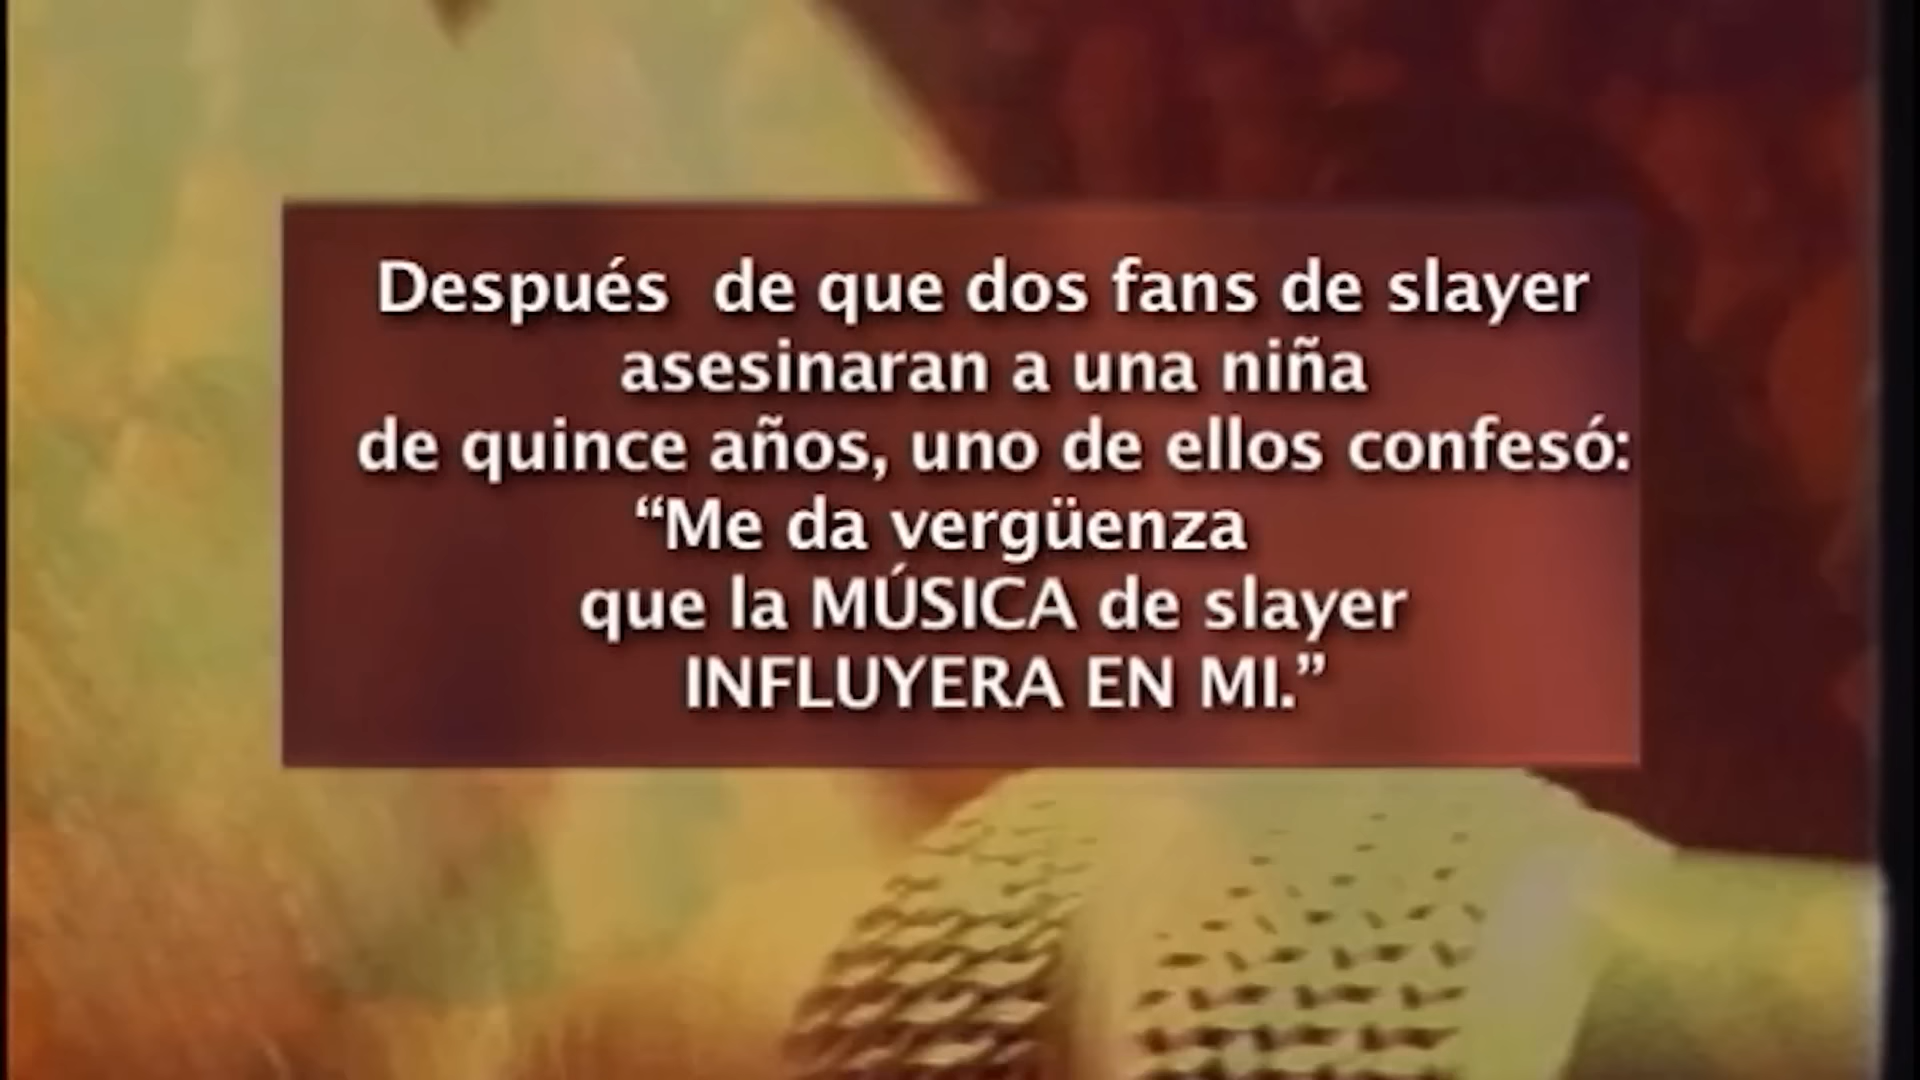 Después de que dos fans de slayer
asesinaran a una niña
de quince años, uno de ellos confesó:
“Me da vergüenza
que la MÚSICA de slayer
INFLUYERA EN MI.”